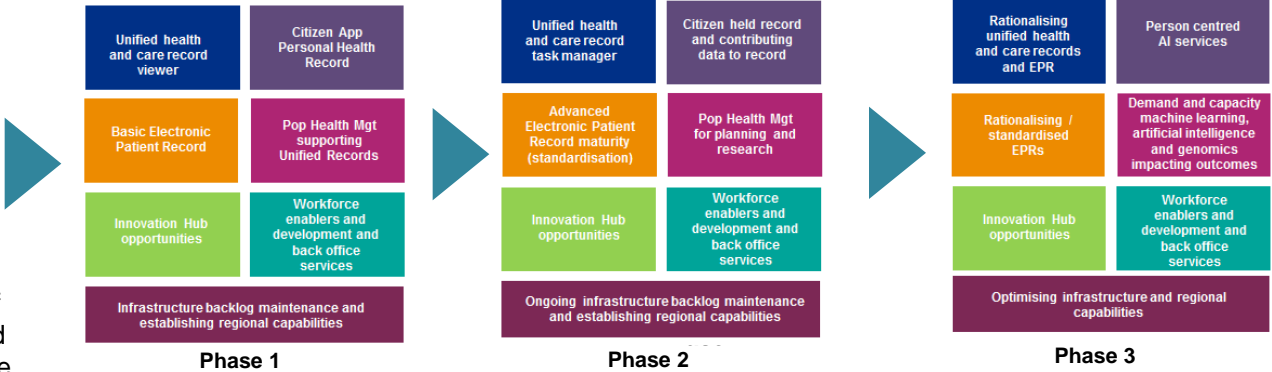 Unified health
and care record
viewer
Citizen App
Personal Health
Record
Basic Electronic
Patient Record
Pop Health Mgt
supporting
Unified Records
Innovation Hub
opportunities
Workforce
enablers and
development and
back office
services
Infrastructure backlog maintenance and
establishing regional capabilities
Phase 1
Unified health
and care record
task manager
Citizen held record
and contributing
data to record
Advanced
Electronic Patient
Record maturity
(standardisation)
Pop Health Mgt
for planning and
research
Innovation Hub
opportunities
Workforce
enablers and
development and
back office
services
Ongoing infrastructure backlog maintenance
and establishing regional capabilities
Phase 2
Rationalising
unified health
and care records
and EPR
Person centred
AI services
Rationalising /
standardised
EPRs
Demand and capacity
machine learning,
artificial intelligence
and genomics
impacting outcomes
Innovation Hub
opportunities
Workforce
enablers and
development and
back office
services
Optimising infrastructure and regional
capabilities
Phase 3